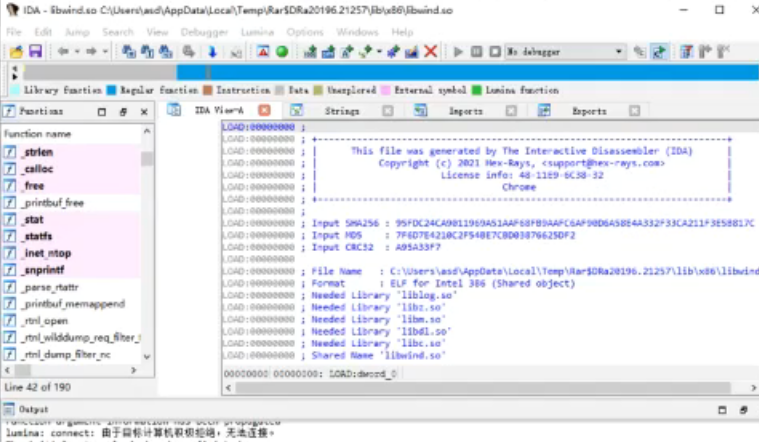 IDA - libwind.so C:\Users\asd\AppData\Local\Temp\Rar$DRa20196.21257\lib\x86\libwind.so
File Edit Jump Search View Debugger Lumina Options Windows Help
No debugger
Library function Regular function Instruction Data Unexplored External symbol Lumina function
Functions
IDA View-A Strings Imports Exports
Function name
_strlen
_calloc
_free
_printbuf_free
_stat
_statfs
_inet_ntop
_snprintf
_parse_rtattr
_printbuf_memappend
_rtnl_open
_rtnl_wilddump_req_filter_
_rtnl_dump_filter_nc
Line 42 of 190
LOAD:00000000 ;
LOAD:00000000 ; +-------------------------------------------------------------------------+
LOAD:00000000 ; | This file was generated by The Interactive Disassembler (IDA) |
LOAD:00000000 ; | Copyright (c) 2021 Hex-Rays, <support@hex-rays.com> |
LOAD:00000000 ; | License info: 48-11E9-6C38-32 |
LOAD:00000000 ; | Chrome |
LOAD:00000000 ; +-------------------------------------------------------------------------+
LOAD:00000000 ;
LOAD:00000000 ; Input SHA256 :
LOAD:00000000 ; Input MD5 :
LOAD:00000000 ; Input CRC32 : A95A33F7
LOAD:00000000
LOAD:00000000 ; File Name : C:\Users\asd\AppData\Local\Temp\Rar$DRa20196.21257\lib\x86\libwind
LOAD:00000000 ; Format : ELF for Intel 386 (Shared object)
LOAD:00000000 ; Needed Library 'liblog.so'
LOAD:00000000 ; Needed Library 'libz.so'
LOAD:00000000 ; Needed Library 'libm.so'
LOAD:00000000 ; Needed Library 'libdl.so'
LOAD:00000000 ; Needed Library 'libc.so'
LOAD:00000000 ; Shared Name 'libwind.so'
00000000 00000000: LOAD:dword_0
Output
Function argument information has been propagated
lumina: connect: 由于目标计算机积极拒绝，无法连接。